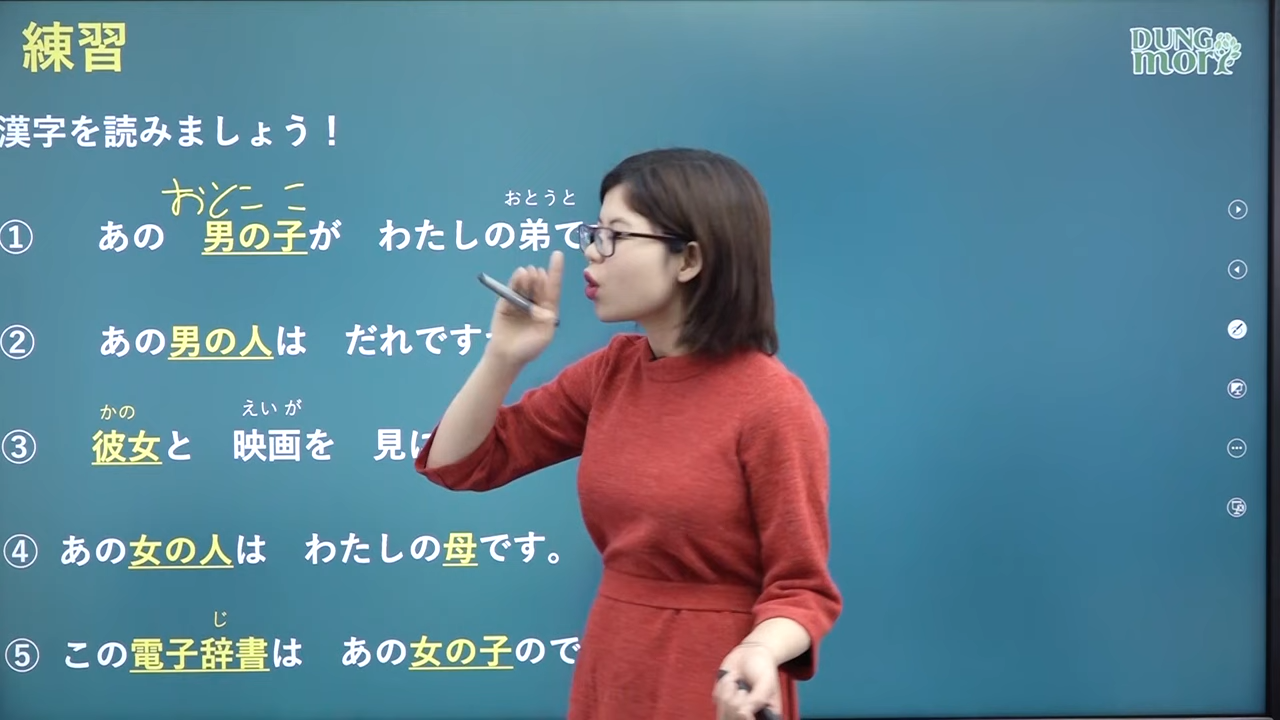 練習
DUNG
mori
漢字を読みましょう！
おとこ こ
おとうと
① あの 男の子が わたしの弟で
② あの男の人は だれです
かの えいが
③ 彼女と 映画を 見に
④ あの女の人は わたしの母です。
じ
⑤ この電子辞書は あの女の子ので